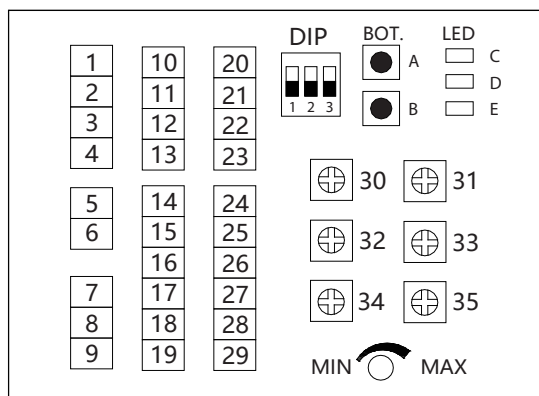 DIP BOT. LED
1 10 20 A C
2 11 21 D
3 12 22 1 2 3 B E
4 13 23
30 31
5 14 24
6 15 25 32 33
16 26
7 17 27 34 35
8 18 28
9 19 29 MIN MAX